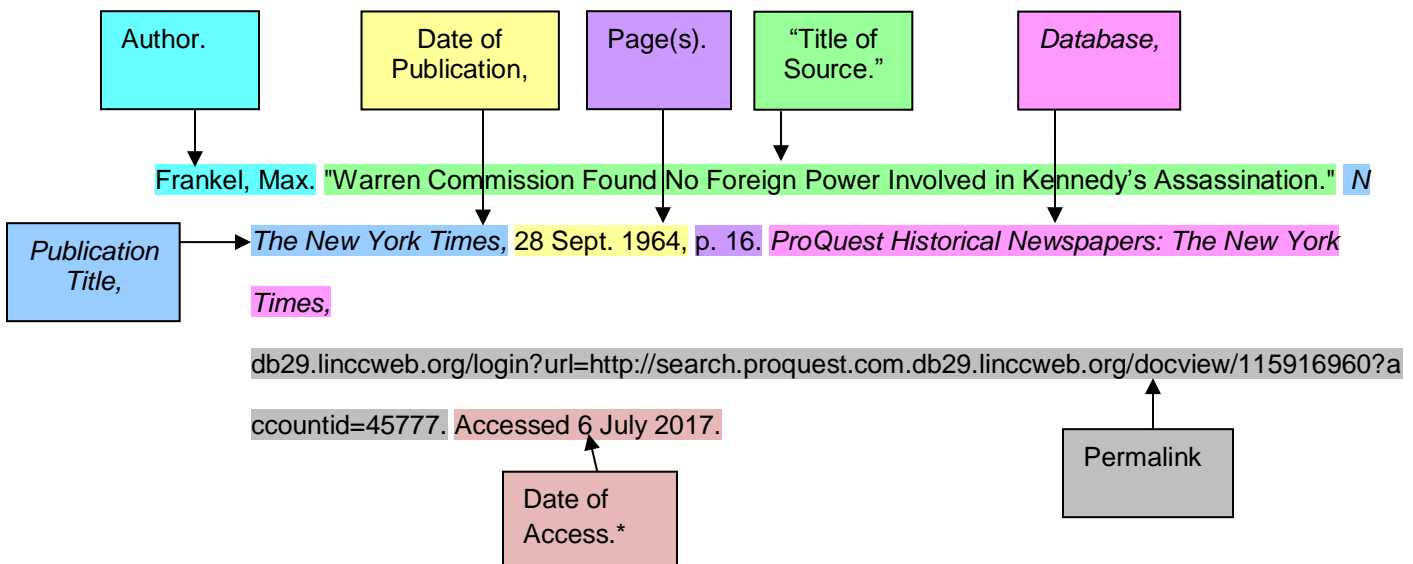 Author.
Date of
Publication,
Page(s).
“Title of
Source.”
Database,
Frankel, Max. "Warren Commission Found No Foreign Power Involved in Kennedy’s Assassination." N
Publication
Title,
The New York Times, 28 Sept. 1964, p. 16. ProQuest Historical Newspapers: The New York
Times,
db29.linccweb.org/login?url=http://search.proquest.com.db29.linccweb.org/docview/115916960?a
ccountid=45777. Accessed 6 July 2017.
Permalink
Date of
Access.*